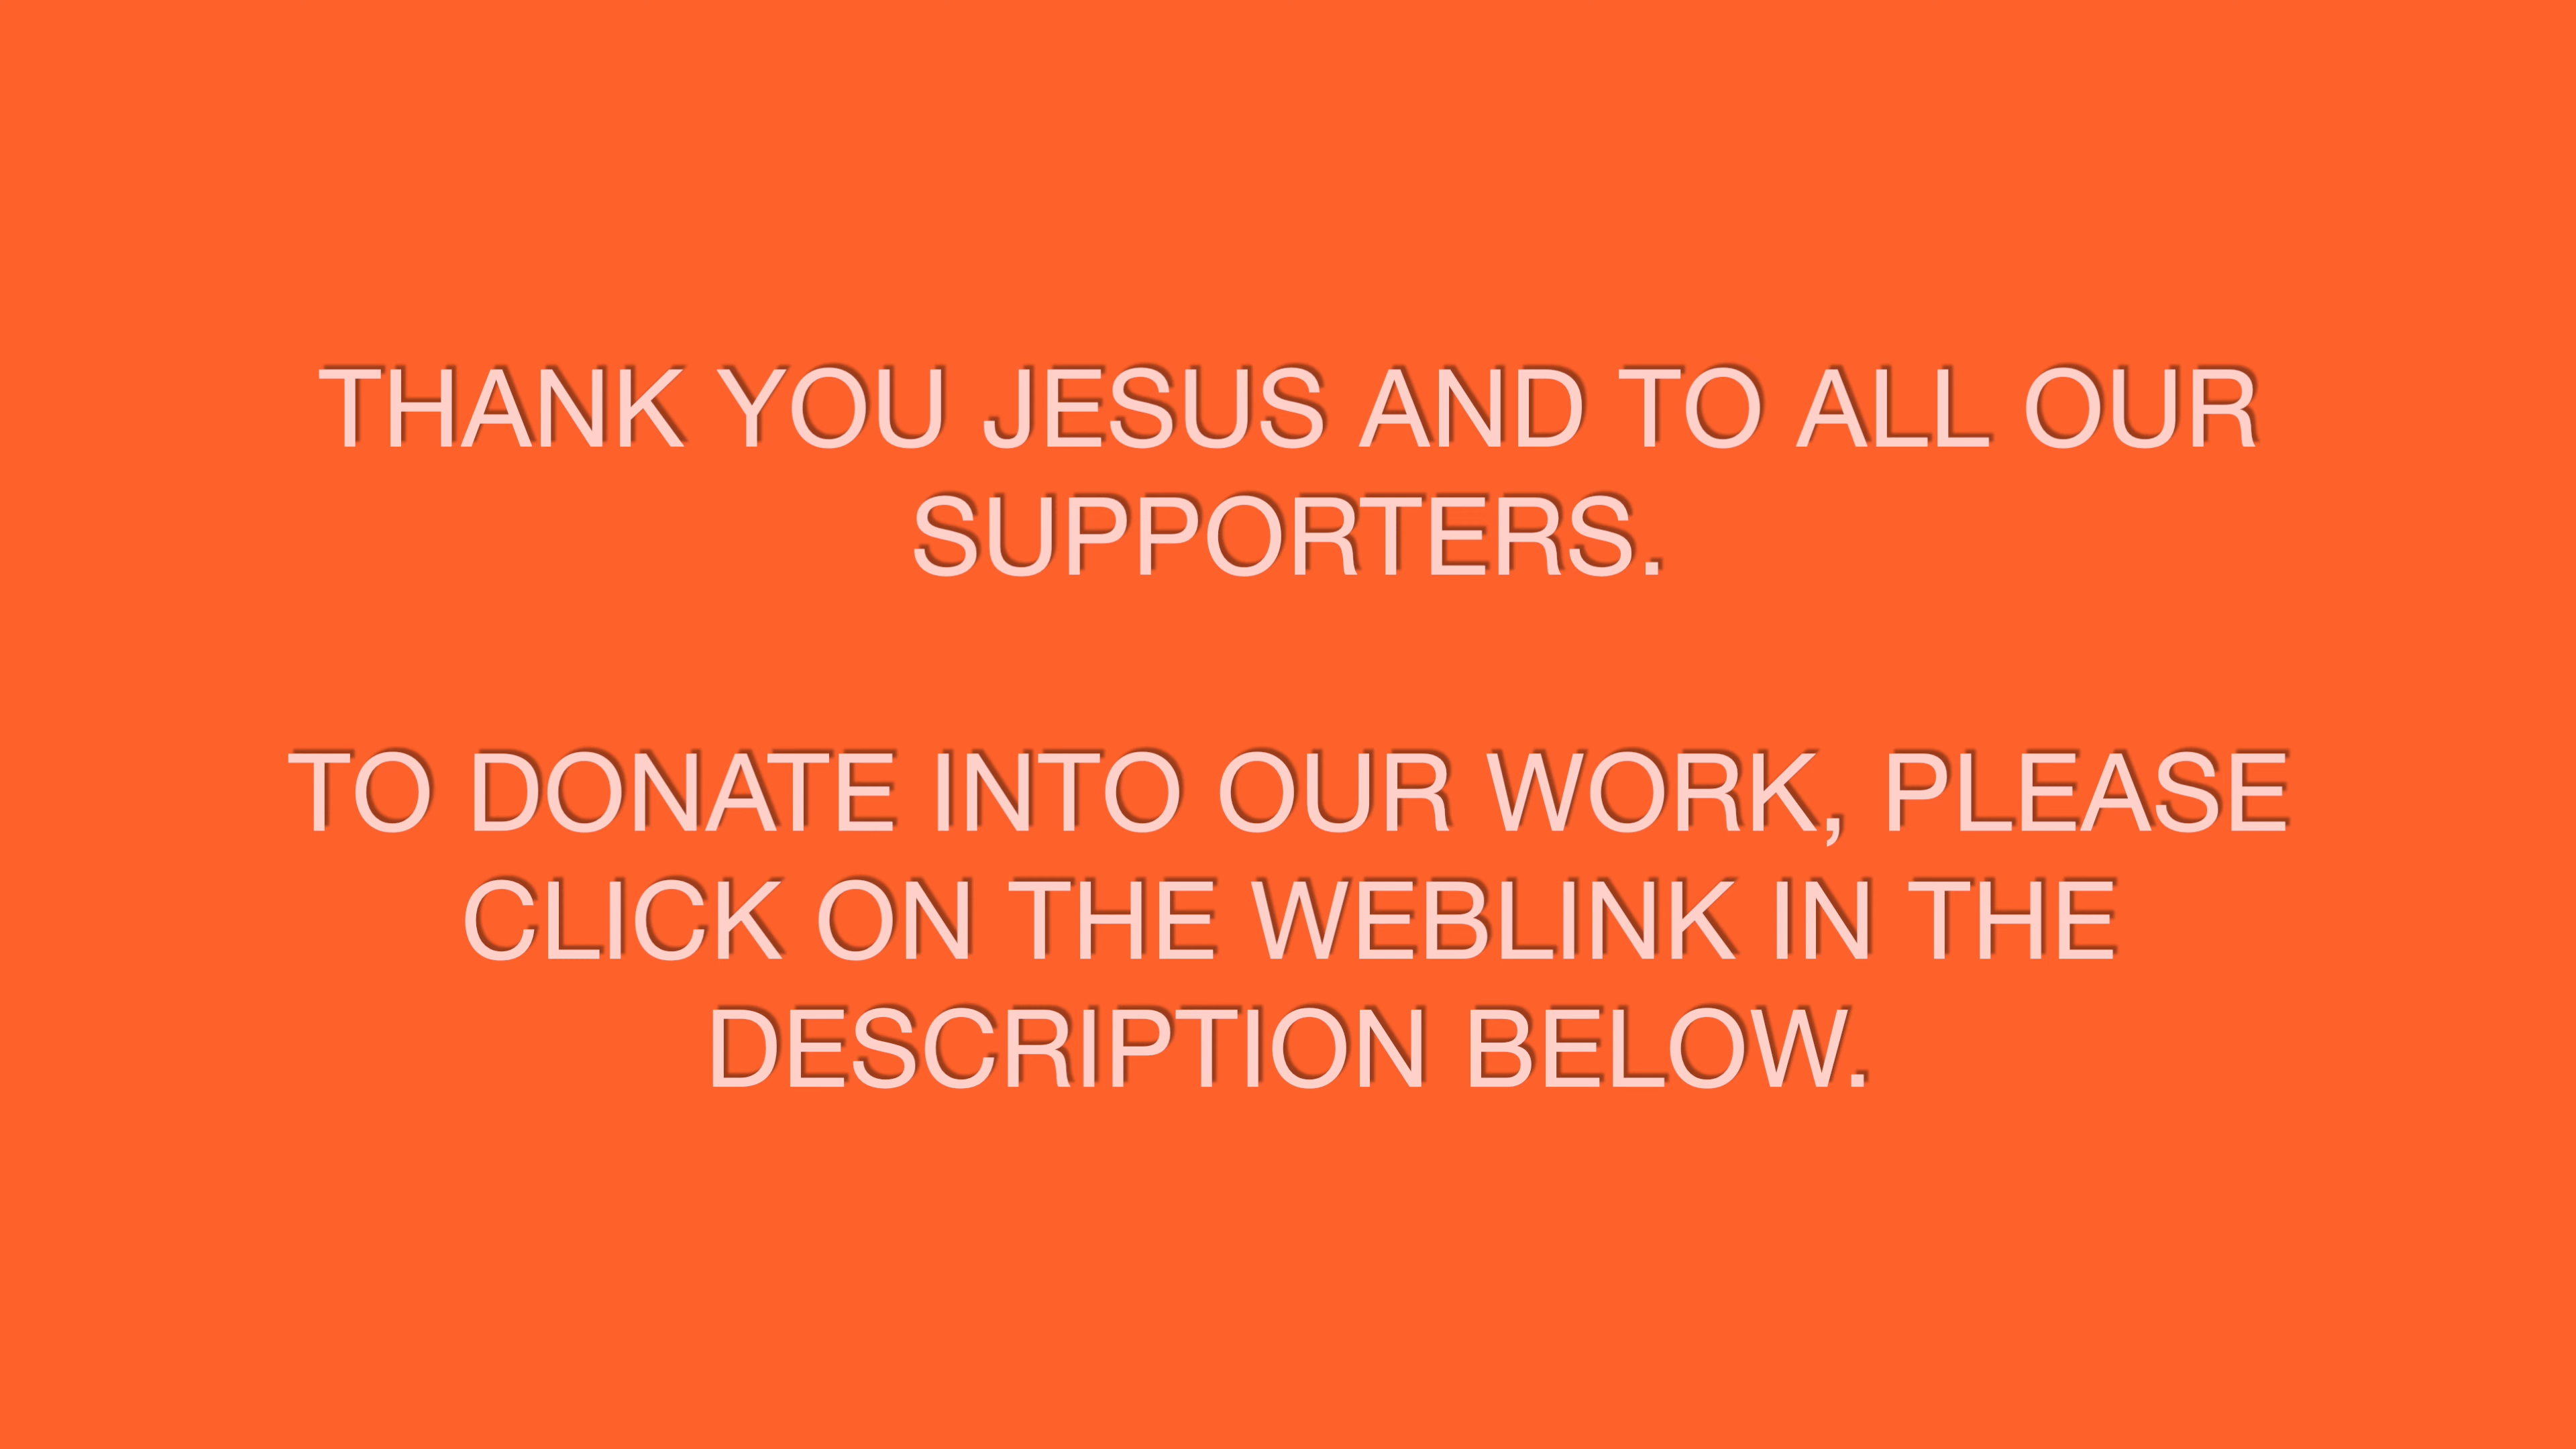 THANK YOU JESUS AND TO ALL OUR
SUPPORTERS.
TO DONATE INTO OUR WORK, PLEASE
CLICK ON THE WEBLINK IN THE
DESCRIPTION BELOW.